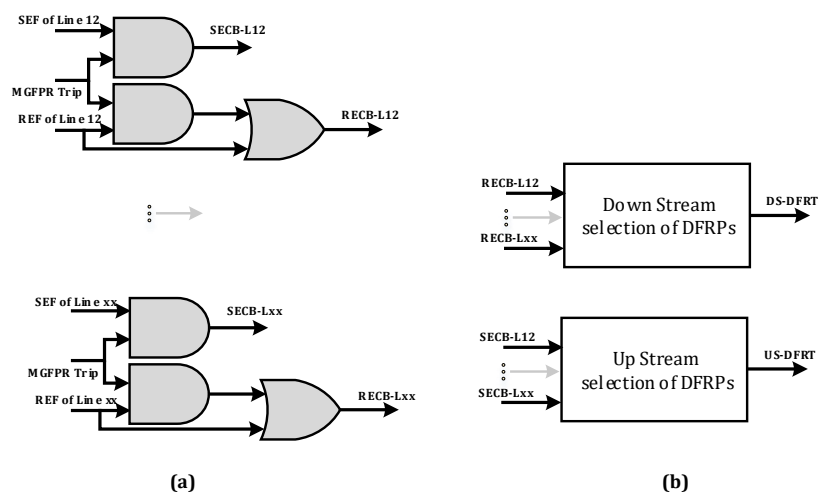 SEF of Line 12
SECB-L12
MGFPR Trip
REF of Line 12
RECB-L12
SEF of Line xx
SECB-Lxx
MGFPR Trip
REF of Line xx
RECB-Lxx
(a)
RECB-L12
RECB-Lxx
Down Stream
selection of DFRPs
DS-DFRT
SECB-L12
SECB-Lxx
Up Stream
selection of DFRPs
US-DFRT
(b)